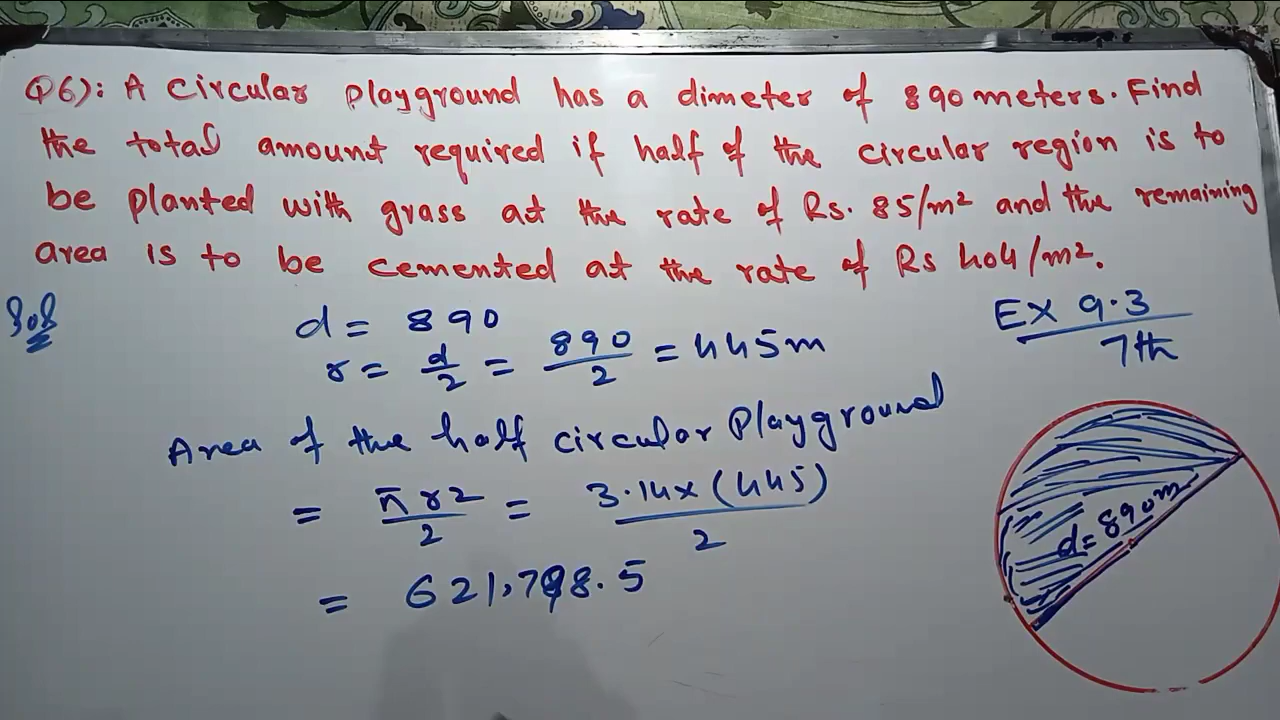 Q6): A circular playground has a dimeter of 890 meters. Find
the total amount required if half of the circular region is to
be planted with grass at the rate of Rs. 85/m² and the remaining
area is to be cemented at the rate of Rs 404/m².
Sol
d = 890
r = d/2 = 890/2 = 445m
EX 9.3
7th
Area of the half circular Playground
= πr2/2 = 3.14x(445)/2
d=890m
= 621,798.5